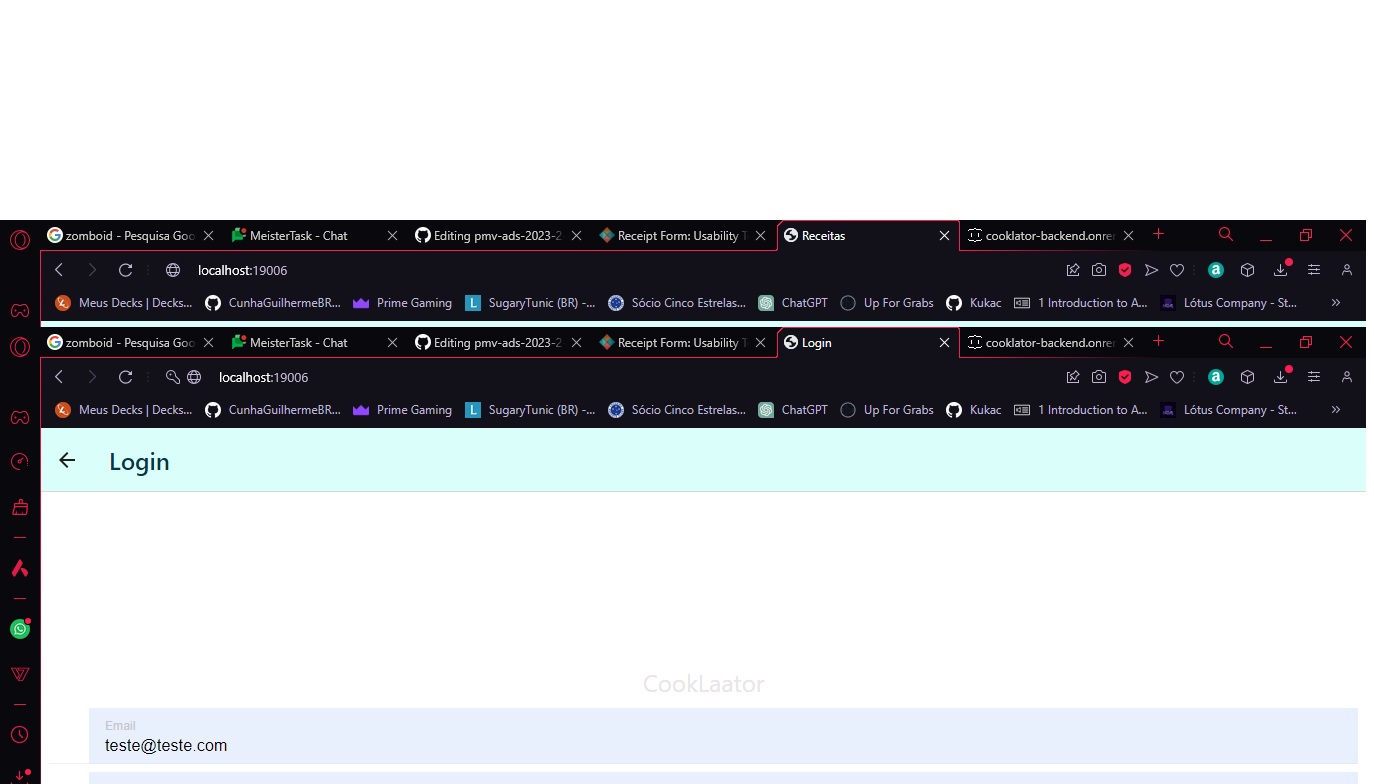 zomboid - Pesquisa Goo MeisterTask - Chat Editing pmv-ads-2023-2 Receipt Form: Usability T Receitas cooklator-backend.onre
localhost:19006
Meus Decks | Decks... CunhaGuilhermeBR... Prime Gaming SugaryTunic (BR) -... Sócio Cinco Estrelas... ChatGPT Up For Grabs Kukac 1 Introduction to A... Lótus Company - St...
zomboid - Pesquisa Goo MeisterTask - Chat Editing pmv-ads-2023-2 Receipt Form: Usability T Login cooklator-backend.onre
localhost:19006
Meus Decks | Decks... CunhaGuilhermeBR... Prime Gaming SugaryTunic (BR) -... Sócio Cinco Estrelas... ChatGPT Up For Grabs Kukac 1 Introduction to A... Lótus Company - St...
Login
CookLaator
Email
teste@teste.com